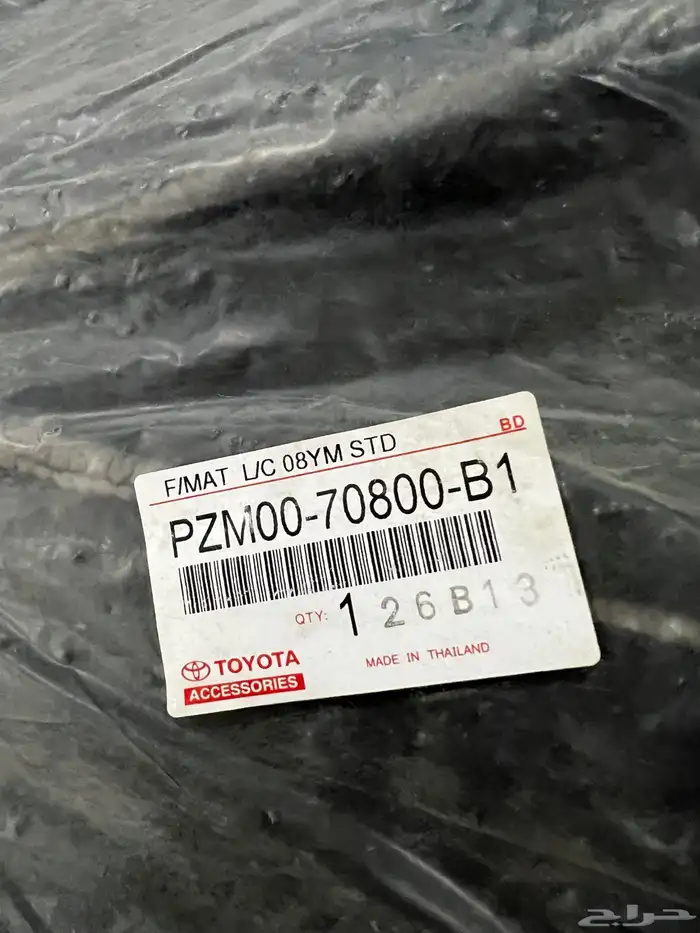 F/MAT L/C 08YM STD
BD
PZM00-70800-B1
QTY: 1 26B13
TOYOTA
ACCESSORIES
MADE IN THAILAND
حراج